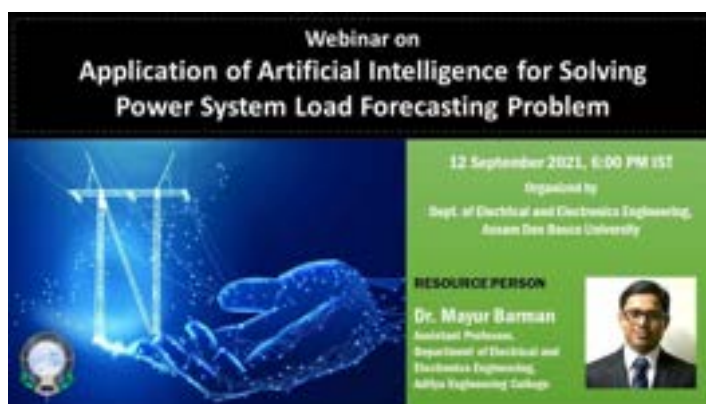 Webinar on
Application of Artificial Intelligence for Solving
Power System Load Forecasting Problem
12 September 2021, 6:00 PM IST
Organized by
Dept. of Electrical and Electronics Engineering,
Assam Don Bosco University
RESOURCE PERSON
Dr. Mayur Barman
Assistant Professor,
Department of Electrical and
Electronics Engineering,
Aditya Engineering College